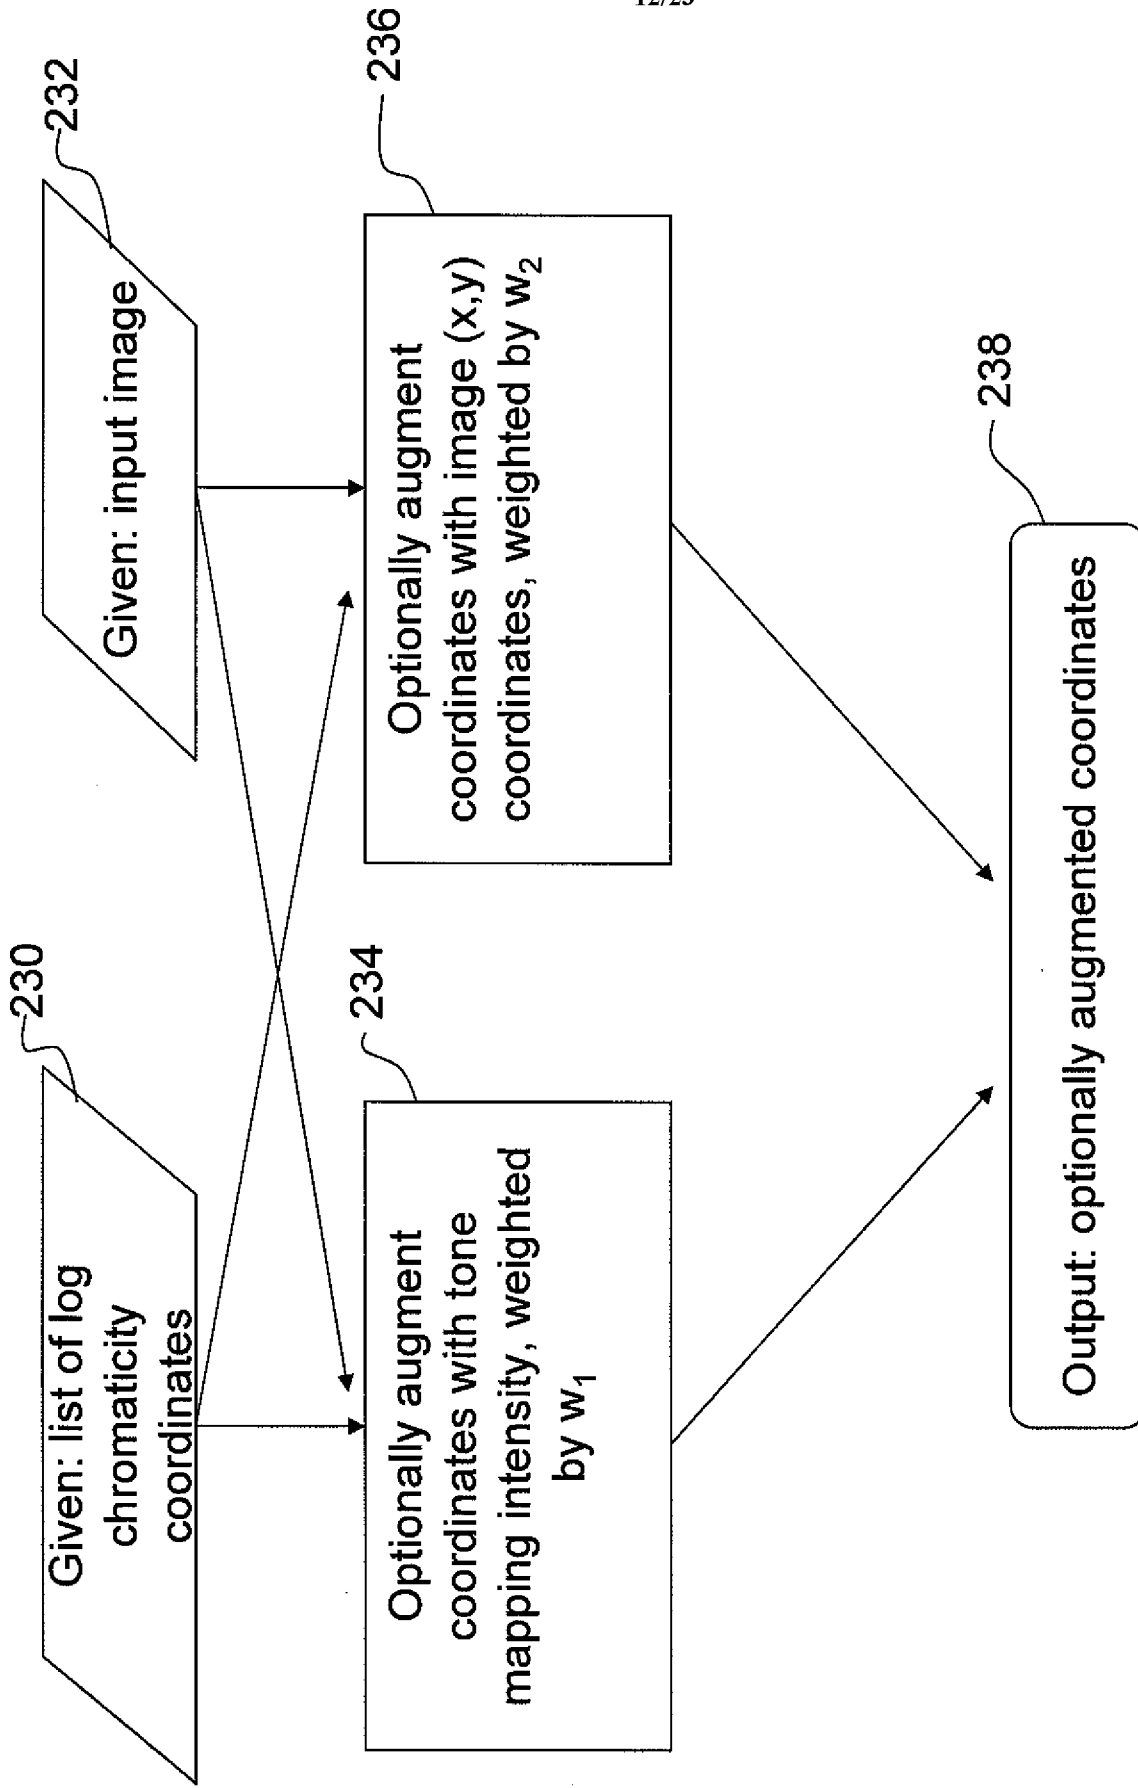 12/25
230
Given: list of log
chromaticity
coordinates
232
Given: input image
234
Optionally augment
coordinates with tone
mapping intensity, weighted
by w₁
236
Optionally augment
coordinates with image (x,y)
coordinates, weighted by w₂
238
Output: optionally augmented coordinates